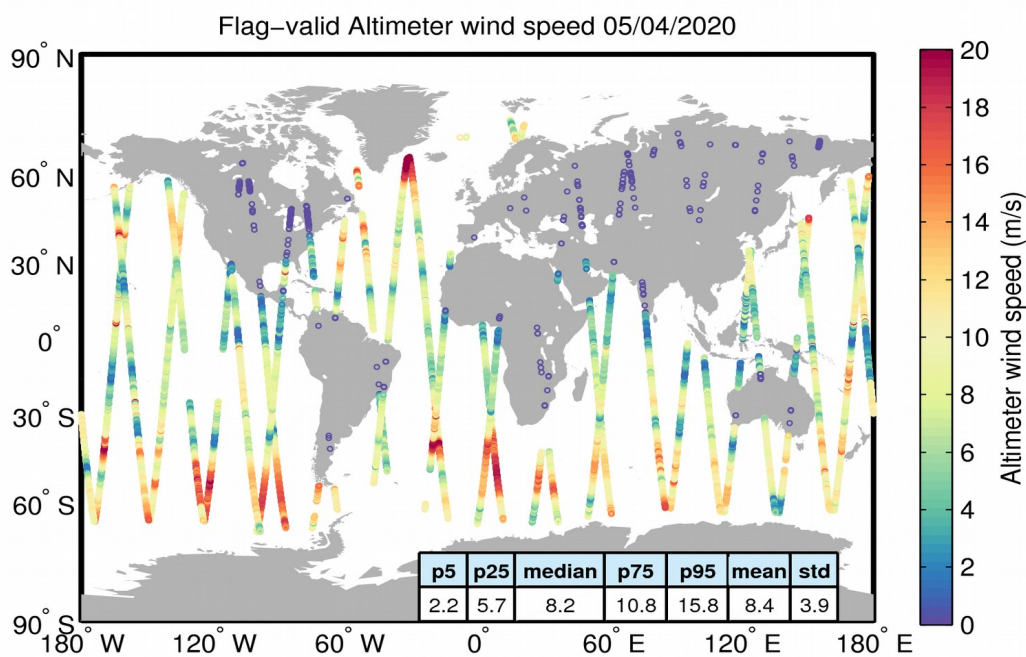 Flag−valid Altimeter wind speed 05/04/2020
90° N
60° N
30° N
0°
30° S
60° S
90° S
180° W
120° W
60° W
0°
60° E
120° E
180° E
p5 p25 median p75 p95 mean std
2.2 5.7 8.2 10.8 15.8 8.4 3.9
20
18
16
14
12
10
8
6
4
2
0
Altimeter wind speed (m/s)